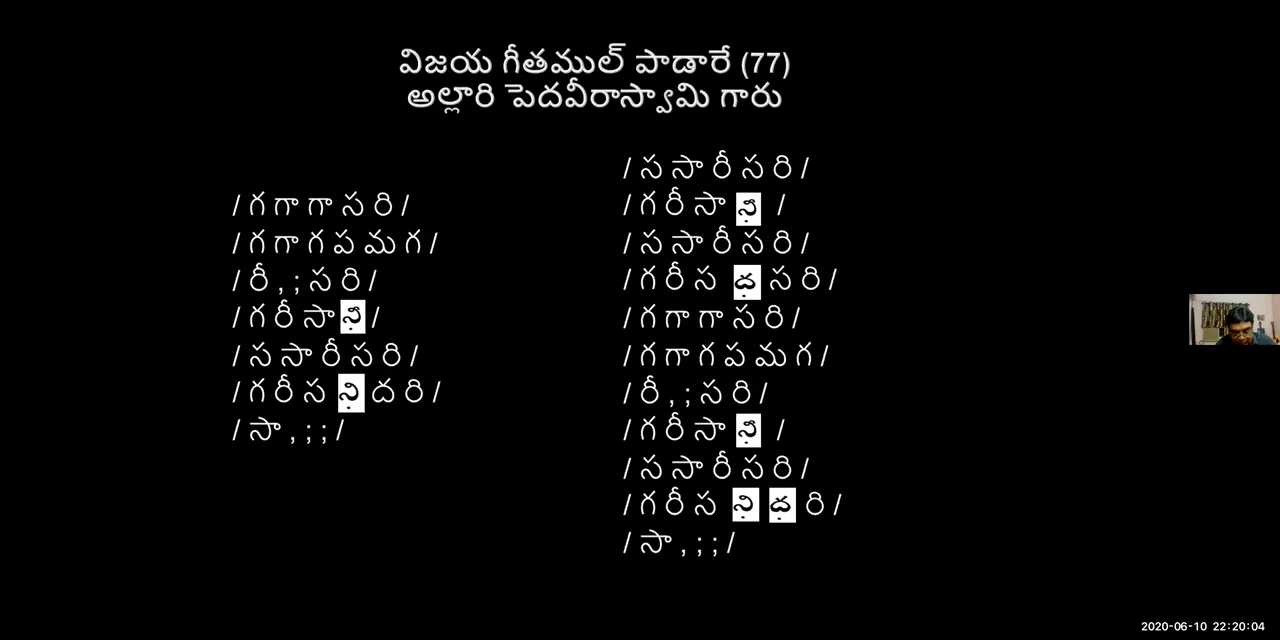 విజయ గీతముల్ పాడారే (77)
అల్లారి పెదవీరాస్వామి గారు
/ గ గా గా స రి /
/ గ గా గ ప మ గ /
/ రీ , ; స రి /
/ గ రీ సా నీ̣ /
/ స సా రీ స రి /
/ గ రీ స ని̣ ద రి /
/ సా , ; ; /
/ స సా రీ స రి /
/ గ రీ సా నీ̣ /
/ స సా రీ స రి /
/ గ రీ స ధ̣ స రి /
/ గ గా గా స రి /
/ గ గా గ ప మ గ /
/ రీ , ; స రి /
/ గ రీ సా నీ̣ /
/ స సా రీ స రి /
/ గ రీ స ని̣ ధ̣ రి /
/ సా , ; ; /
2020-06-10 22:20:04